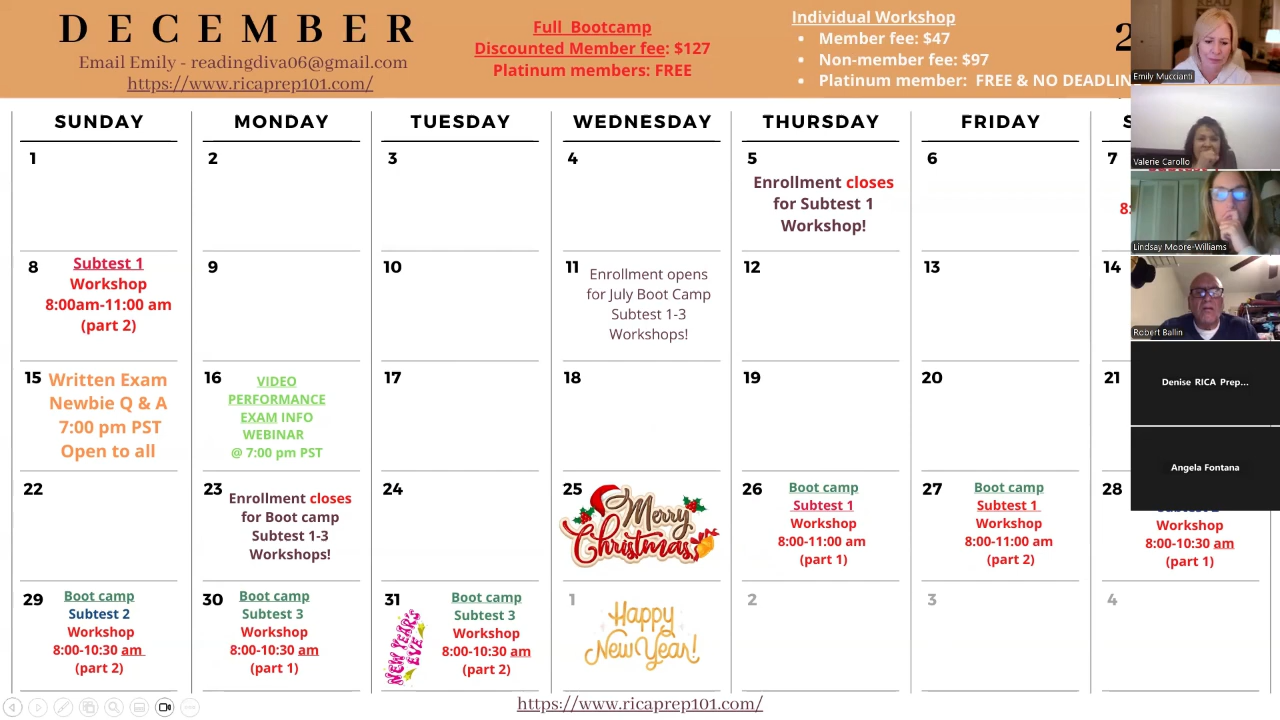 DECEMBER
Email Emily - readingdiva06@gmail.com
https://www.ricaprep101.com/
Full Bootcamp
Discounted Member fee: $127
Platinum members: FREE
Individual Workshop
• Member fee: $47
• Non-member fee: $97
• Platinum member: FREE & NO DEADLIN
2
Emily Muccianti
Valerie Carollo
Lindsay Moore-Williams
Robert Ballin
Denise RICA Prep...
Angela Fontana
SUNDAY
MONDAY
TUESDAY
WEDNESDAY
THURSDAY
FRIDAY
S
1
2
3
4
5
Enrollment closes
for Subtest 1
Workshop!
6
7
8:
8
Subtest 1
Workshop
8:00am-11:00 am
(part 2)
9
10
11
Enrollment opens
for July Boot Camp
Subtest 1-3
Workshops!
12
13
14
15
Written Exam
Newbie Q & A
7:00 pm PST
Open to all
16
VIDEO
PERFORMANCE
EXAM INFO
WEBINAR
@ 7:00 pm PST
17
18
19
20
21
22
23
Enrollment closes
for Boot camp
Subtest 1-3
Workshops!
24
25
Merry
Christmas
26
Boot camp
Subtest 1
Workshop
8:00-11:00 am
(part 1)
27
Boot camp
Subtest 1
Workshop
8:00-11:00 am
(part 2)
28
Workshop
8:00-10:30 am
(part 1)
29
Boot camp
Subtest 2
Workshop
8:00-10:30 am
(part 2)
30
Boot camp
Subtest 3
Workshop
8:00-10:30 am
(part 1)
31
NEW YEAR'S
EVE
Boot camp
Subtest 3
Workshop
8:00-10:30 am
(part 2)
1
Happy
New Year!
2
3
4
https://www.ricaprep101.com/